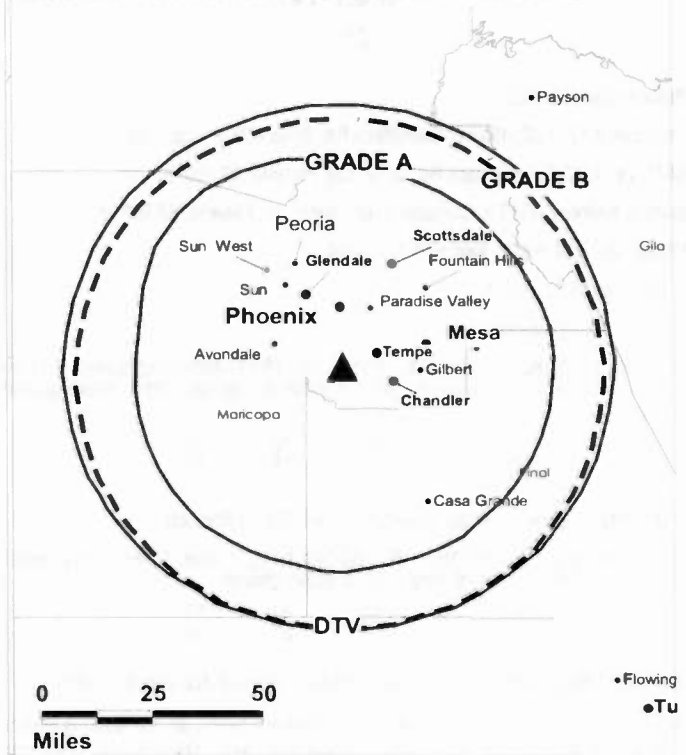 Payson
GRADE A
GRADE B
Peoria
Scottsdale
Sun West
Glendale
Fountain Hills
Gila
Sun
Paradise Valley
Phoenix
Mesa
Avondale
Tempe
Gilbert
Chandler
Maricopa
Pinal
Casa Grande
DTV
Flowing
Tu
0 25 50
Miles